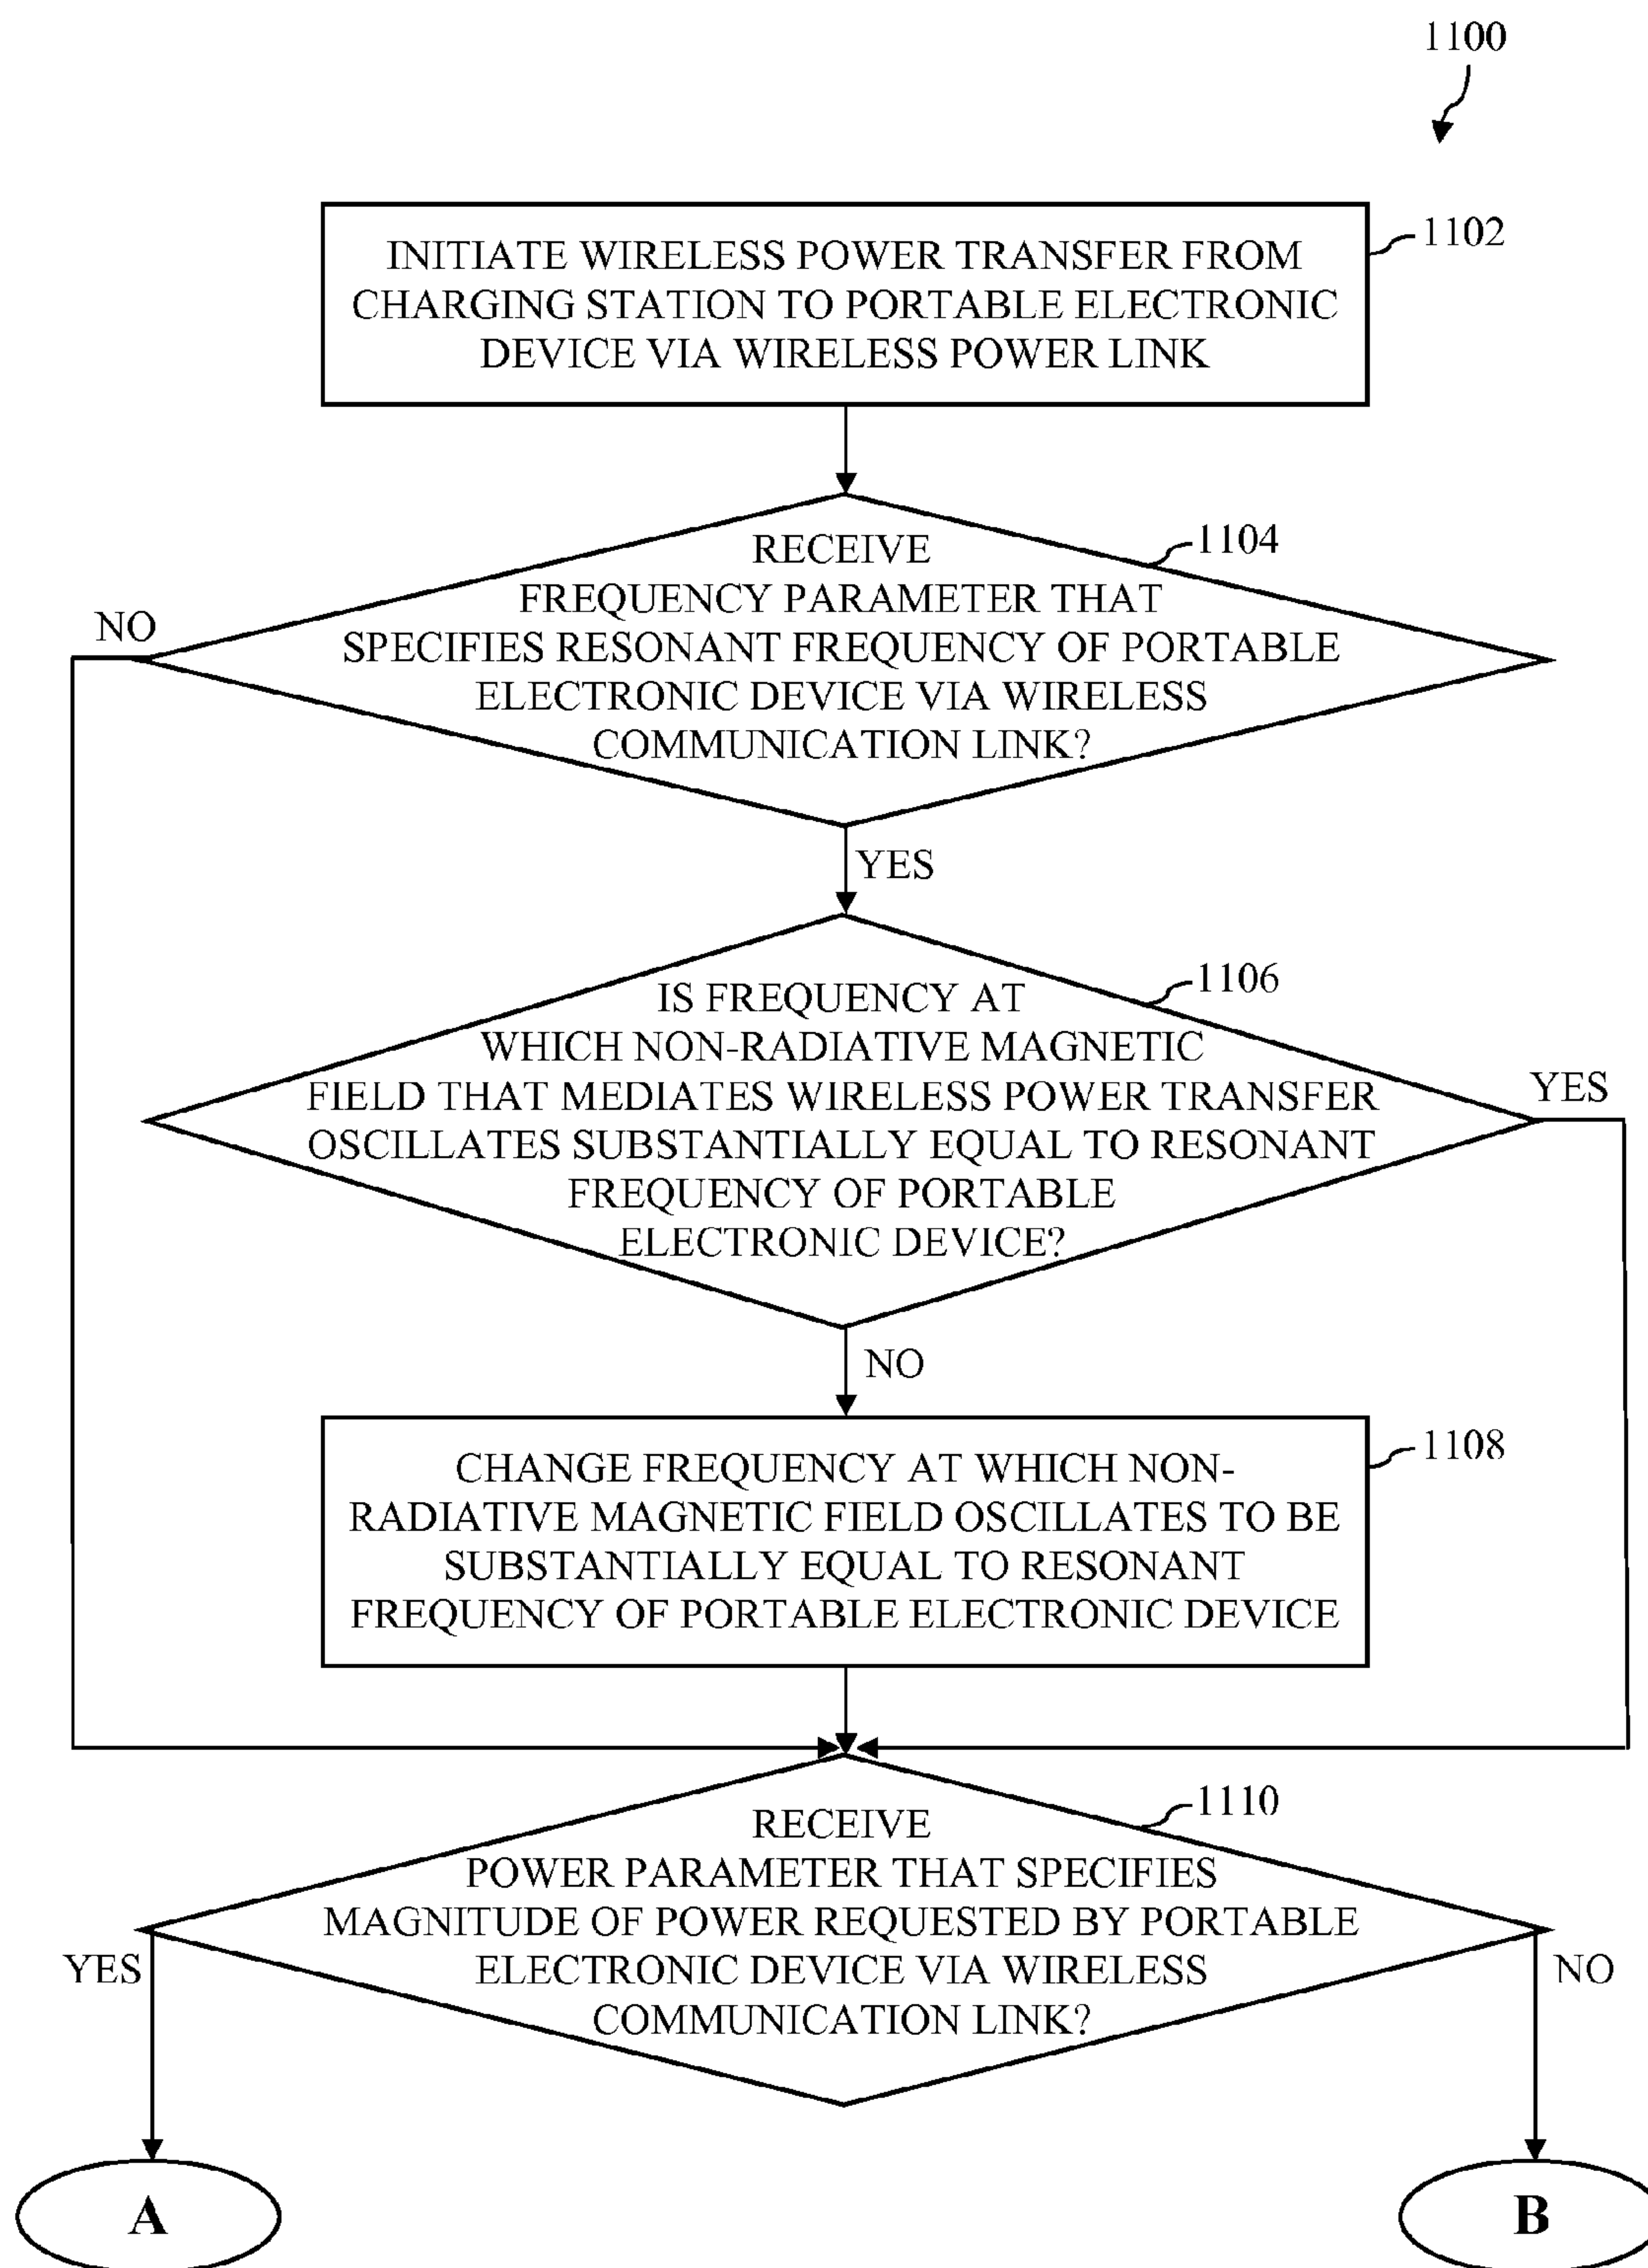 1100
INITIATE WIRELESS POWER TRANSFER FROM
CHARGING STATION TO PORTABLE ELECTRONIC
DEVICE VIA WIRELESS POWER LINK
1102
RECEIVE
FREQUENCY PARAMETER THAT
SPECIFIES RESONANT FREQUENCY OF PORTABLE
ELECTRONIC DEVICE VIA WIRELESS
COMMUNICATION LINK?
1104
NO
YES
IS FREQUENCY AT
WHICH NON-RADIATIVE MAGNETIC
FIELD THAT MEDIATES WIRELESS POWER TRANSFER
OSCILLATES SUBSTANTIALLY EQUAL TO RESONANT
FREQUENCY OF PORTABLE
ELECTRONIC DEVICE?
1106
YES
NO
CHANGE FREQUENCY AT WHICH NON-
RADIATIVE MAGNETIC FIELD OSCILLATES TO BE
SUBSTANTIALLY EQUAL TO RESONANT
FREQUENCY OF PORTABLE ELECTRONIC DEVICE
1108
RECEIVE
POWER PARAMETER THAT SPECIFIES
MAGNITUDE OF POWER REQUESTED BY PORTABLE
ELECTRONIC DEVICE VIA WIRELESS
COMMUNICATION LINK?
1110
YES
NO
A
B